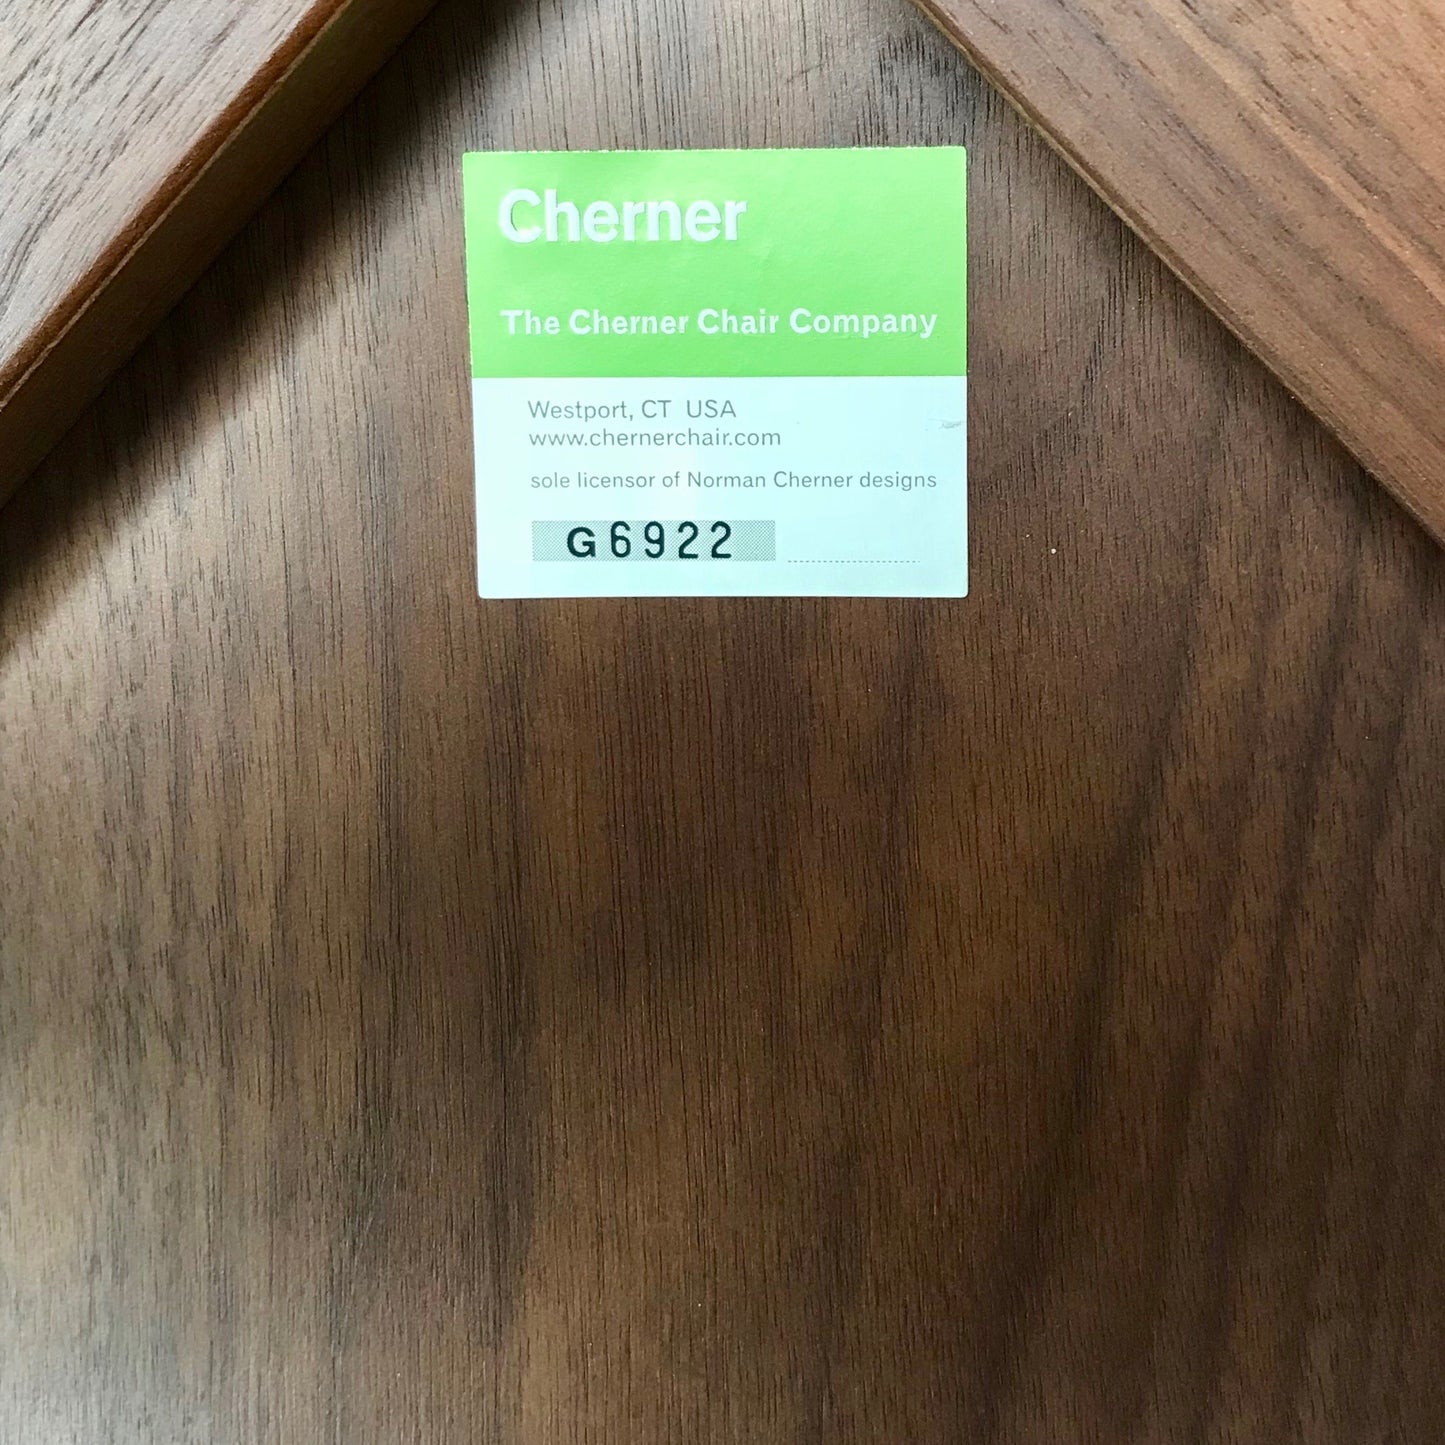 Cherner
The Cherner Chair Company
Westport, CT USA
www.chernerchair.com
sole licensor of Norman Cherner designs
G6922